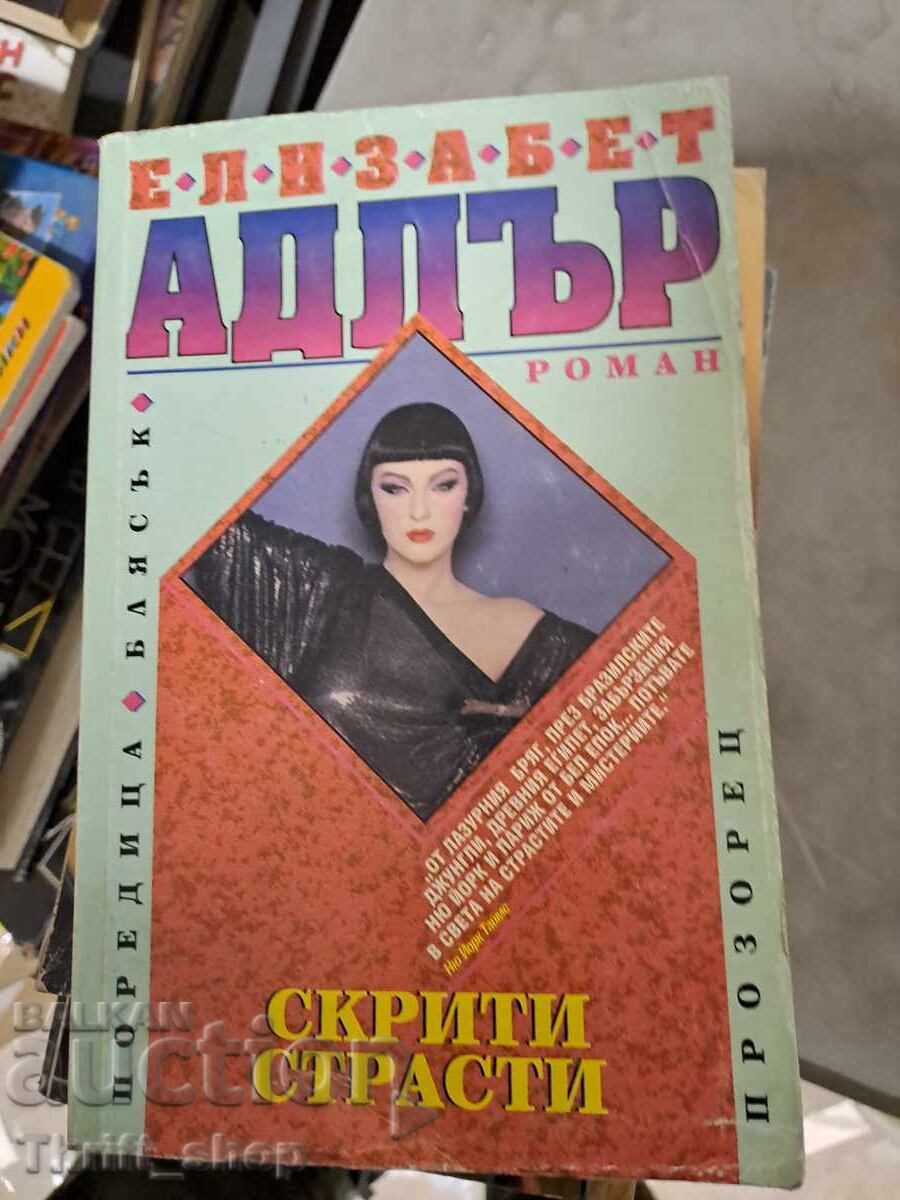 Е•Л•И•З•А•Б•Е•Т
АДЛЪР
РОМАН
ПОРЕДИЦА • БЛЯСЪК •
"ОТ ЛАЗУРНИЯ БРЯГ ПРЕЗ БРАЗИЛСКИТЕ
ДЖУНГЛИ, ДРЕВНИЯ ЕГИПЕТ, ЗАБЪРЗАНИЯ
НЮ ЙОРК И ПАРИЖ ОТ БЕЛ ЕПОК... ПОТЪВАТЕ
В СВЕТА НА СТРАСТИТЕ И МИСТЕРИИТЕ."
Ню Йорк Таймс
СКРИТИ
СТРАСТИ
ПРОЗОРЕЦ
BALKAN
auction
Thrift_shop